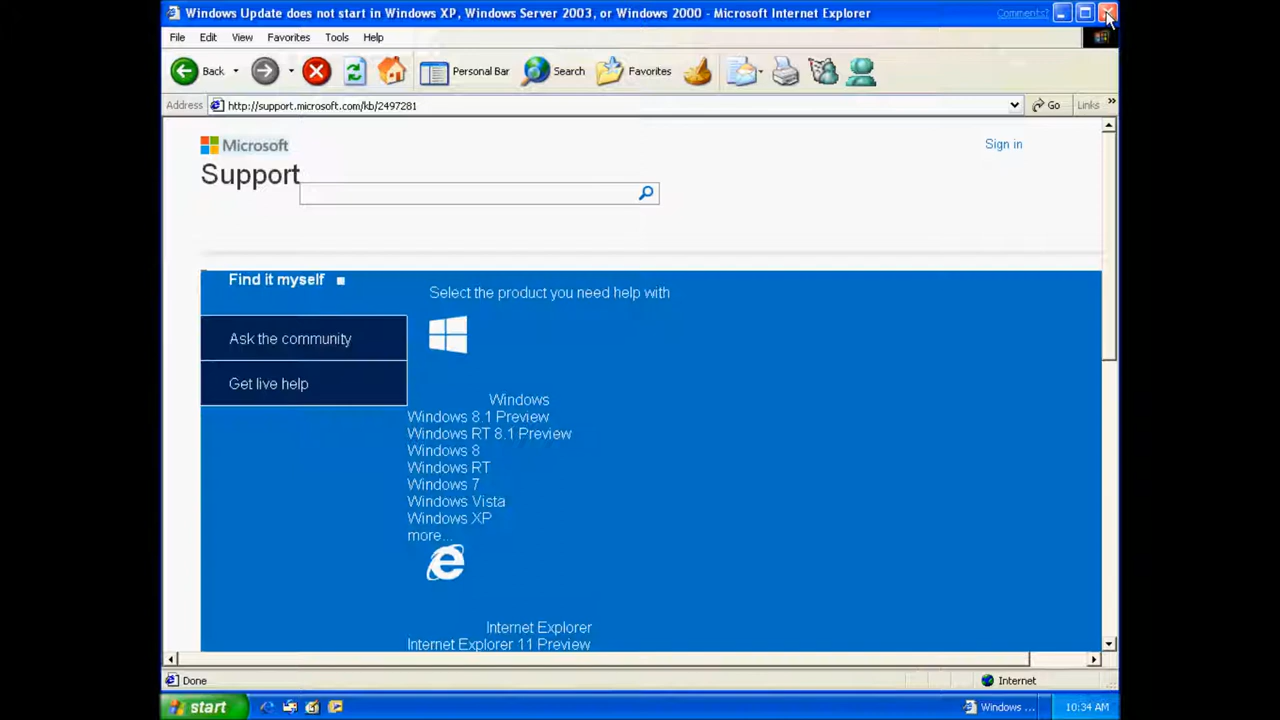 Windows Update does not start in Windows XP, Windows Server 2003, or Windows 2000 - Microsoft Internet Explorer Comments?
File Edit View Favorites Tools Help
Back Personal Bar Search Favorites
Address http://support.microsoft.com/kb/2497281 Go Links »
Microsoft
Sign in
Support
Find it myself
Select the product you need help with
Ask the community
Get live help
Windows
Windows 8.1 Preview
Windows RT 8.1 Preview
Windows 8
Windows RT
Windows 7
Windows Vista
Windows XP
more...
Internet Explorer
Internet Explorer 11 Preview
Done Internet
start Windows ... 10:34 AM